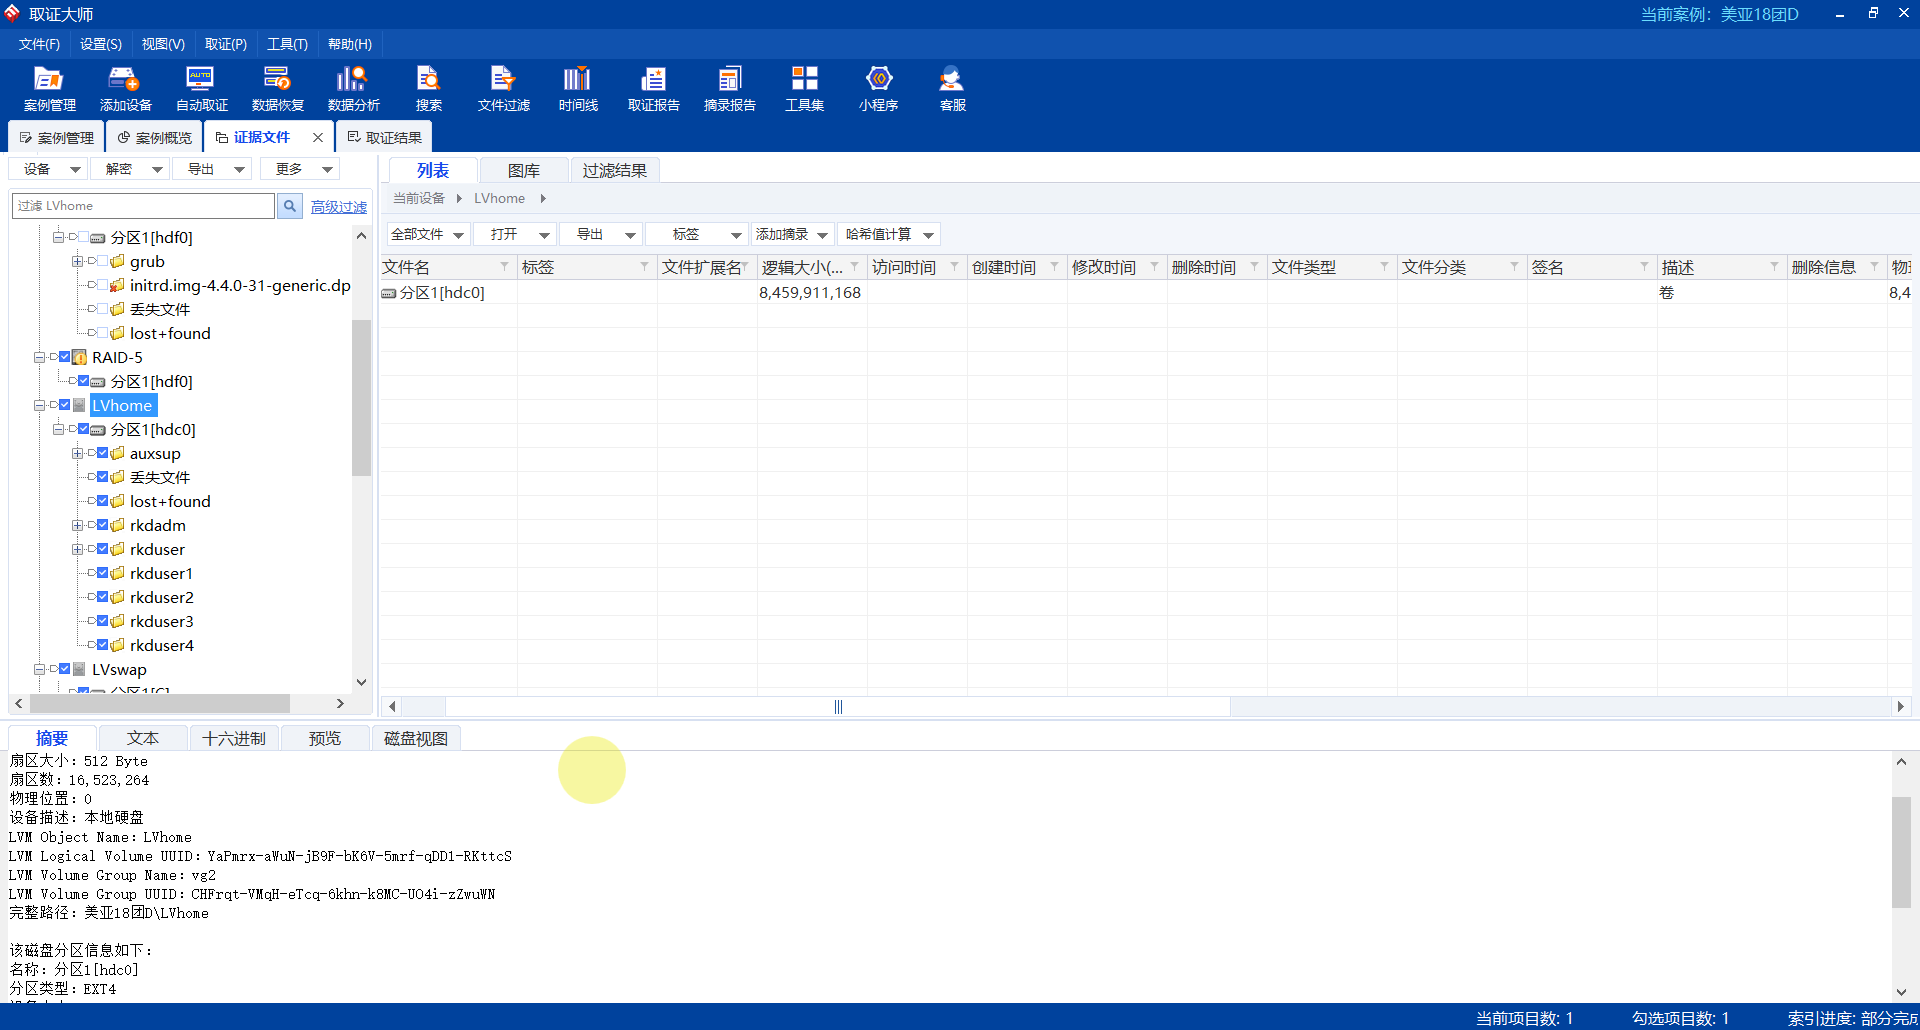 取证大师
当前案例：美亚18团D
文件(F) 设置(S) 视图(V) 取证(P) 工具(T) 帮助(H)
AUTO
案例管理 添加设备 自动取证 数据恢复 数据分析 搜索 文件过滤 时间线 取证报告 摘录报告 工具集 小程序 客服
案例管理 案例概览 证据文件 取证结果
设备 解密 导出 更多
过滤 LVhome 高级过滤
分区1[hdf0]
grub
initrd.img-4.4.0-31-generic.dp
丢失文件
lost+found
RAID-5
分区1[hdf0]
LVhome
分区1[hdc0]
auxsup
丢失文件
lost+found
rkdadm
rkduser
rkduser1
rkduser2
rkduser3
rkduser4
LVswap
分区1[C]
列表 图库 过滤结果
当前设备 LVhome
全部文件 打开 导出 标签 添加摘录 哈希值计算
文件名 标签 文件扩展名 逻辑大小(... 访问时间 创建时间 修改时间 删除时间 文件类型 文件分类 签名 描述 删除信息 物
分区1[hdc0] 8,459,911,168 卷 8,4
摘要 文本 十六进制 预览 磁盘视图
扇区大小：512 Byte
扇区数：16,523,264
物理位置：0
设备描述：本地硬盘
LVM Object Name：LVhome
LVM Logical Volume UUID：YaPmrx-aWuN-jB9F-bK6V-5mrf-qDD1-RKttcS
LVM Volume Group Name：vg2
LVM Volume Group UUID：CHFrqt-VMqH-eTcq-6khn-k8MC-UO4i-zZwuWN
完整路径：美亚18团D\LVhome
该磁盘分区信息如下：
名称：分区1[hdc0]
分区类型：EXT4
当前项目数: 1 勾选项目数: 1 索引进度: 部分完成